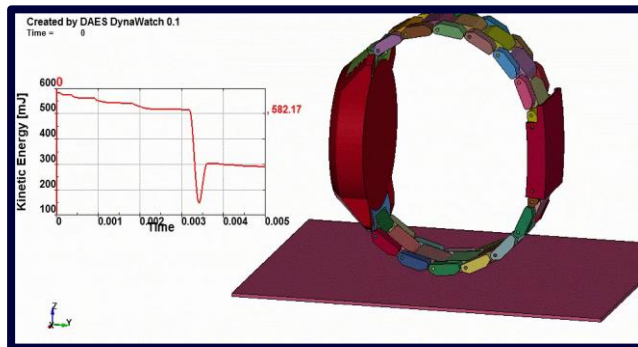 Created by DAES DynaWatch 0.1
Time = 0
0
600
500
400
300
200
100
Kinetic Energy [mJ]
, 582.17
0 0.001 0.002 0.003 0.004 0.005
Time
Z
X Y